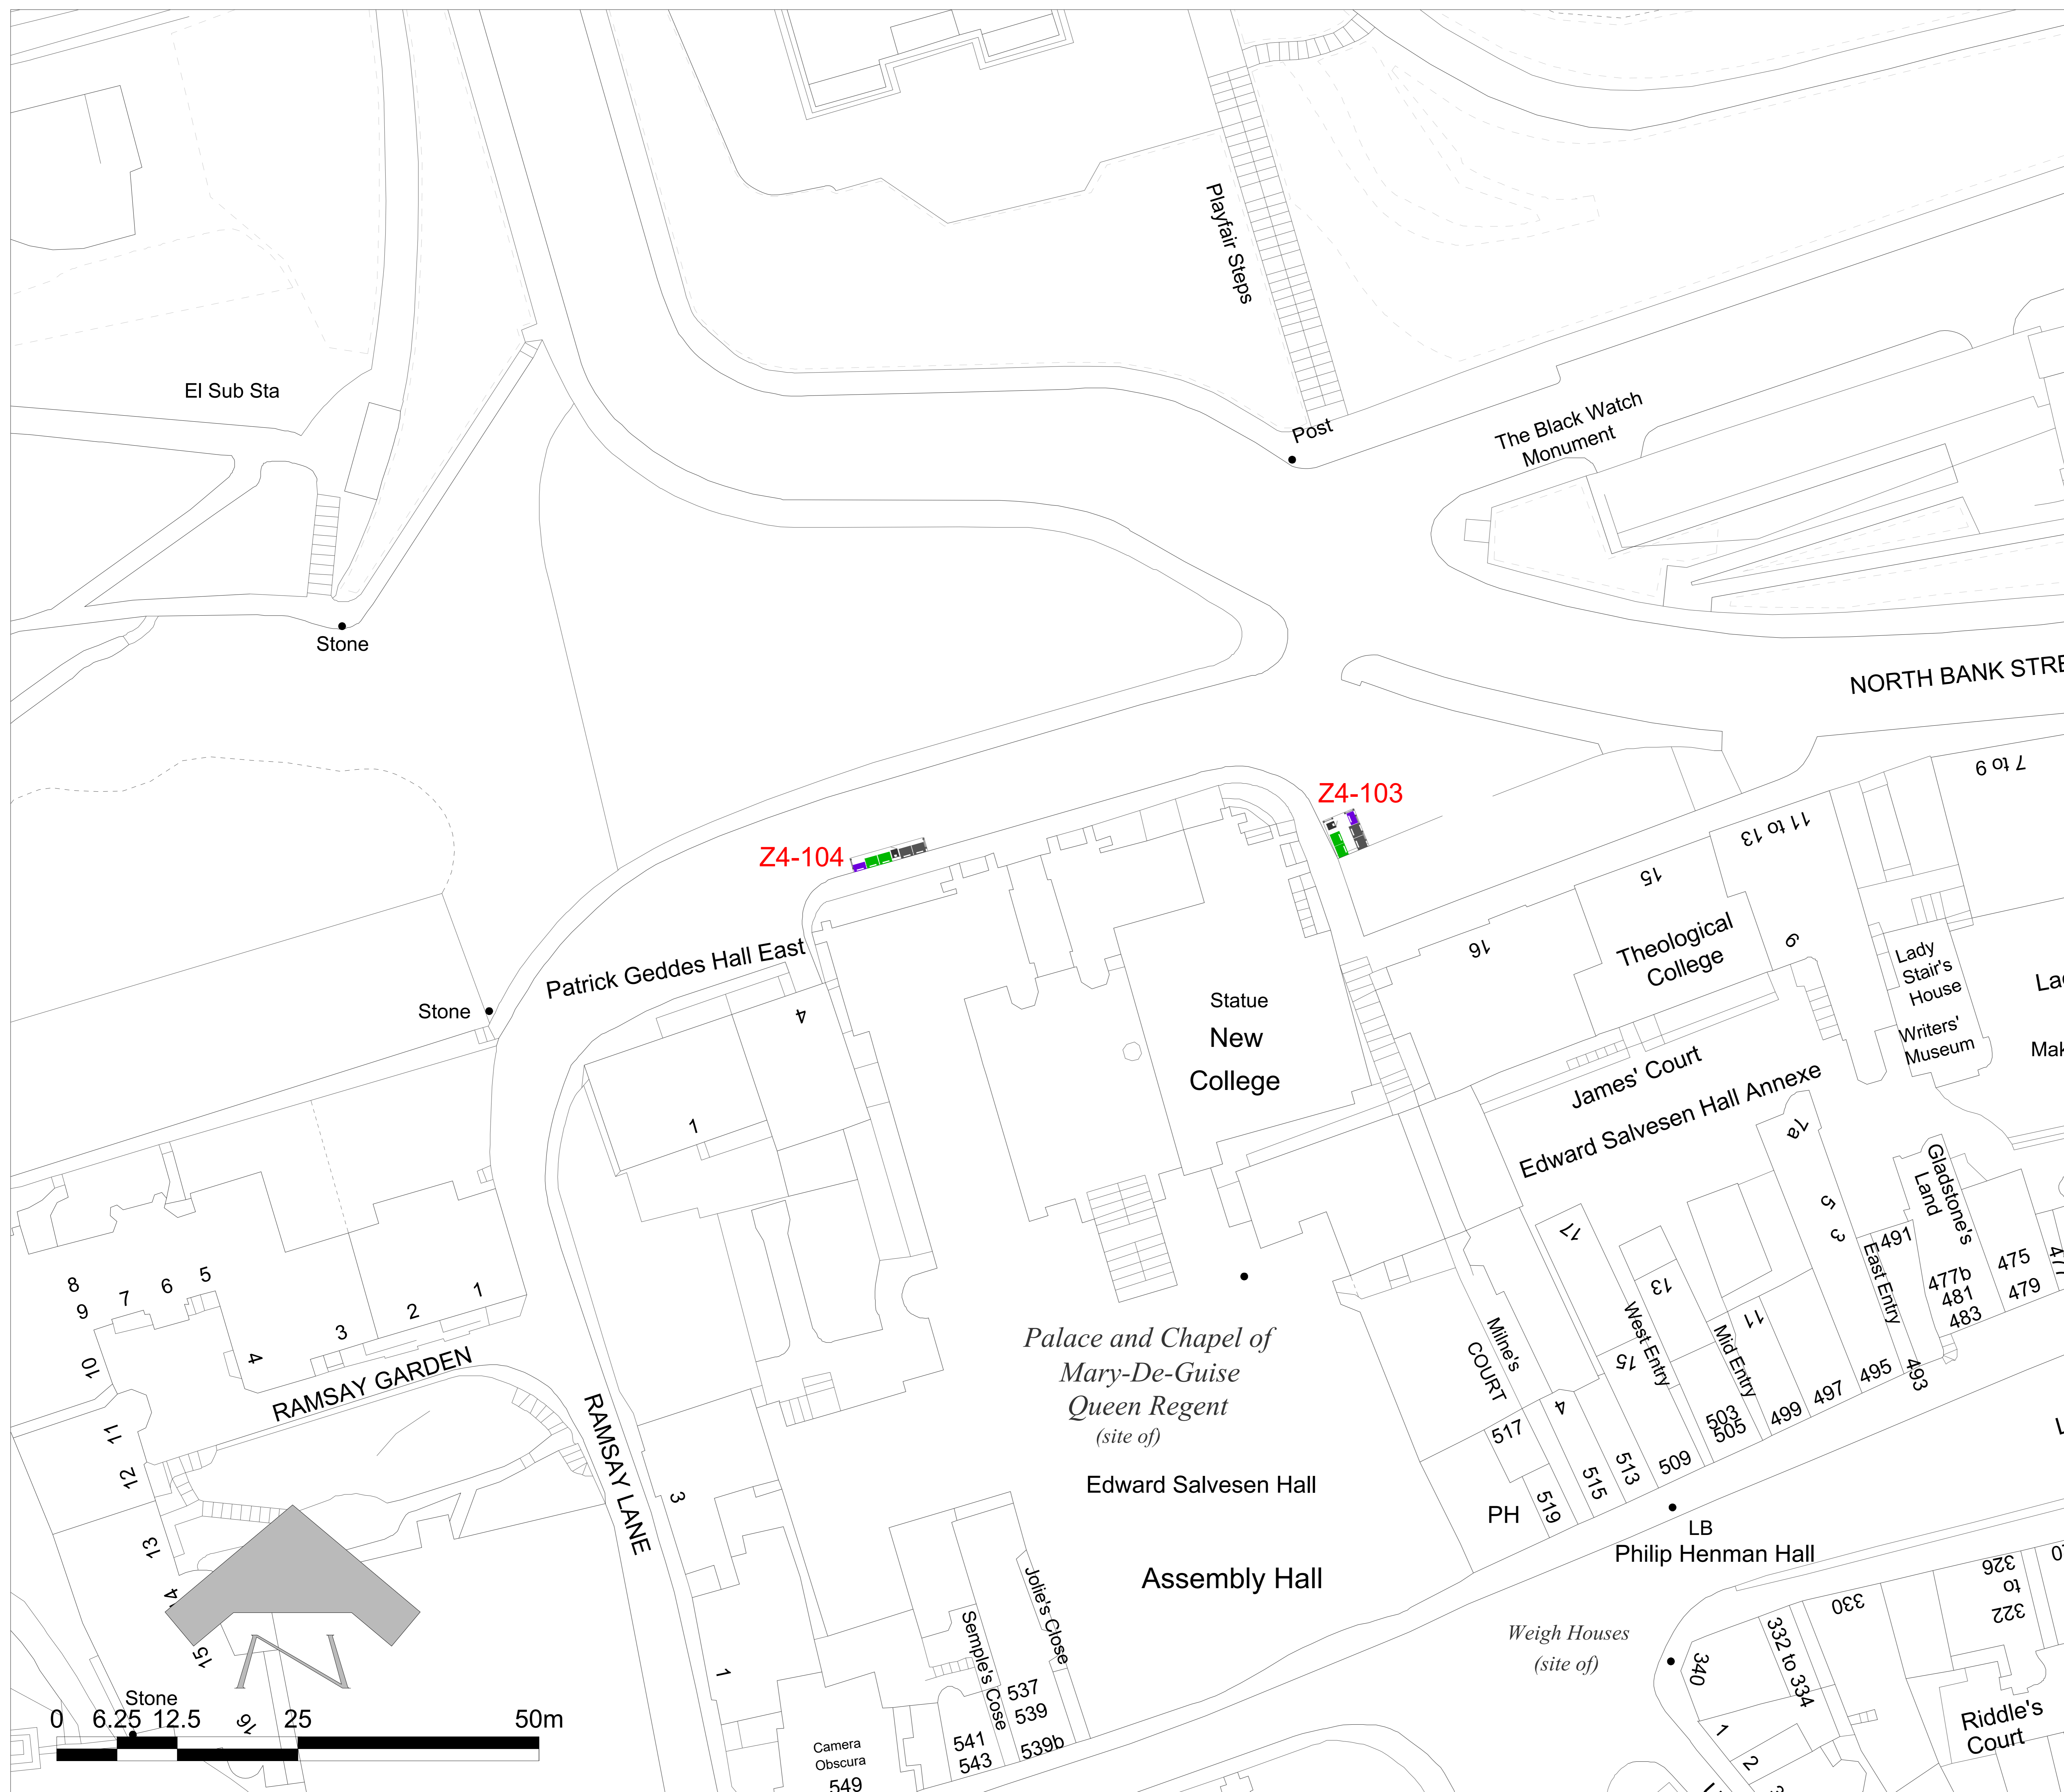 Playfair Steps
El Sub Sta
Post
The Black Watch
Monument
Stone
NORTH BANK STRE
Z4-103
Z4-104
7 to 9
11 to 13
15
16
Theological
College
9
Lady
Stair's
House
Writers'
Museum
Lad
Mak
Patrick Geddes Hall East
Stone
4
1
Statue
New
College
James' Court
Edward Salvesen Hall Annexe
1a
5
3
Gladstone's
Land
491
East Entry
477b
481
483
475
479
477
493
495
497
499
503
505
509
513
515
517
519
4
17
13
15
11
West Entry
Mid Entry
Milne's
COURT
PH
LB
Philip Henman Hall
8
9
7
6
5
4
3
2
1
10
11
12
13
14
15
16
RAMSAY GARDEN
RAMSAY LANE
3
1
Palace and Chapel of
Mary-De-Guise
Queen Regent
(site of)
Edward Salvesen Hall
Assembly Hall
Jolie's Close
Semple's Cose
537
539
539b
541
543
Camera
Obscura
549
Weigh Houses
(site of)
340
332 to 334
330
326
to
322
1
2
Riddle's
Court
N
Stone
0 6.25 12.5 25 50m